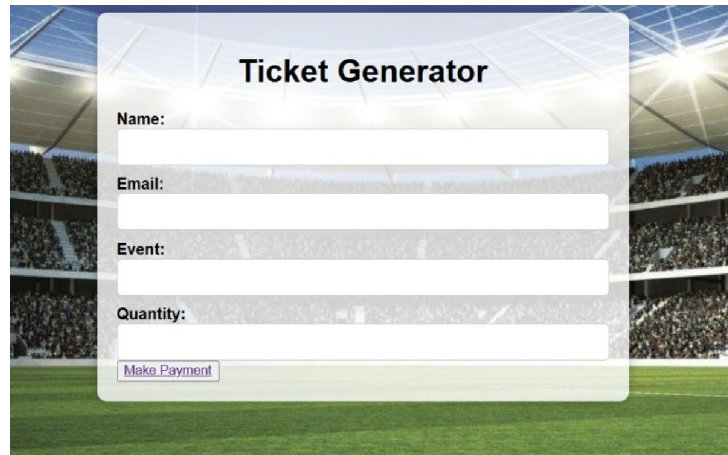 Ticket Generator
Name:
Email:
Event:
Quantity:
Make Payment